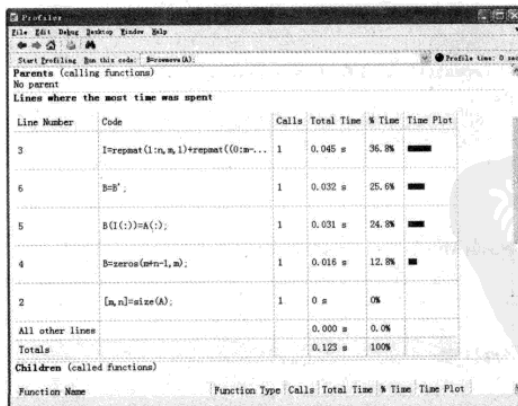 Profiler
File Edit Debug Desktop Window Help
Start Profiling Run this code: B=rowmove(A); Profile time: 0 sec
Parents (calling functions)
No parent
Lines where the most time was spent
Line Number Code Calls Total Time % Time Time Plot
3 I=repmat(1:n,m,1)+repmat((0:m-... 1 0.045 s 36.8%
6 B=B'; 1 0.032 s 25.6%
5 B(I(:))=A(:); 1 0.031 s 24.8%
4 B=zeros(m+n-1,m); 1 0.016 s 12.8%
2 [m,n]=size(A); 1 0 s 0%
All other lines 0.000 s 0.0%
Totals 0.123 s 100%
Children (called functions)
Function Name Function Type Calls Total Time % Time Time Plot